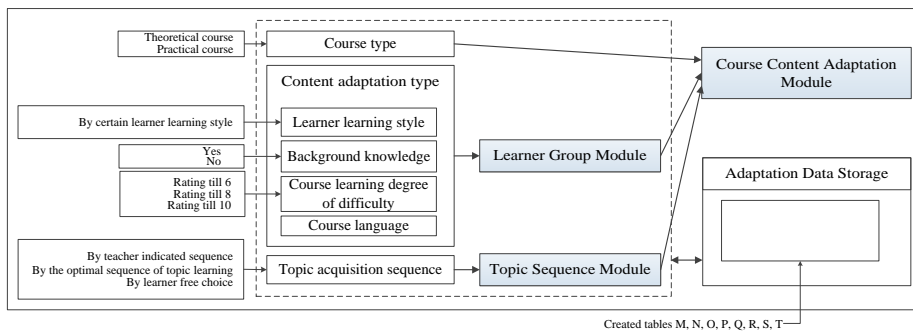 Theoretical course
Practical course
Course type
Course Content Adaptation
Module
Content adaptation type
By certain learner learning style
Learner learning style
Yes
No
Background knowledge
Learner Group Module
Rating till 6
Rating till 8
Rating till 10
Course learning degree
of difficulty
Course language
Adaptation Data Storage
By teacher indicated sequence
By the optimal sequence of topic learning
By learner free choice
Topic acquisition sequence
Topic Sequence Module
Created tables M, N, O, P, Q, R, S, T